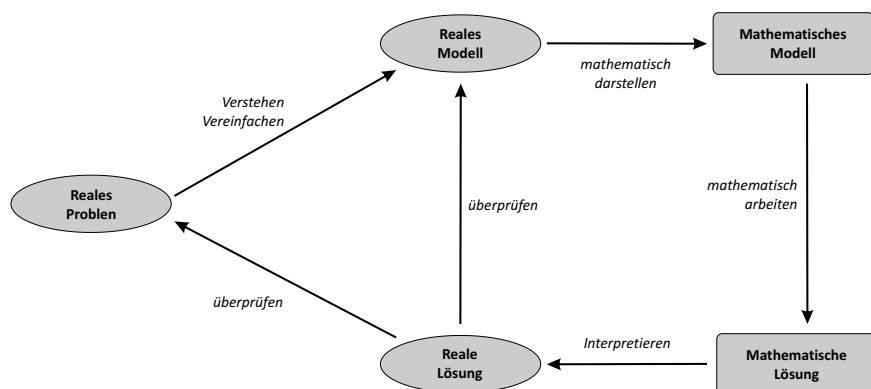 Reales
Modell
mathematisch
darstellen
Mathematisches
Modell
Verstehen
Vereinfachen
Reales
Problen
überprüfen
mathematisch
arbeiten
überprüfen
Interpretieren
Reale
Lösung
Mathematische
Lösung